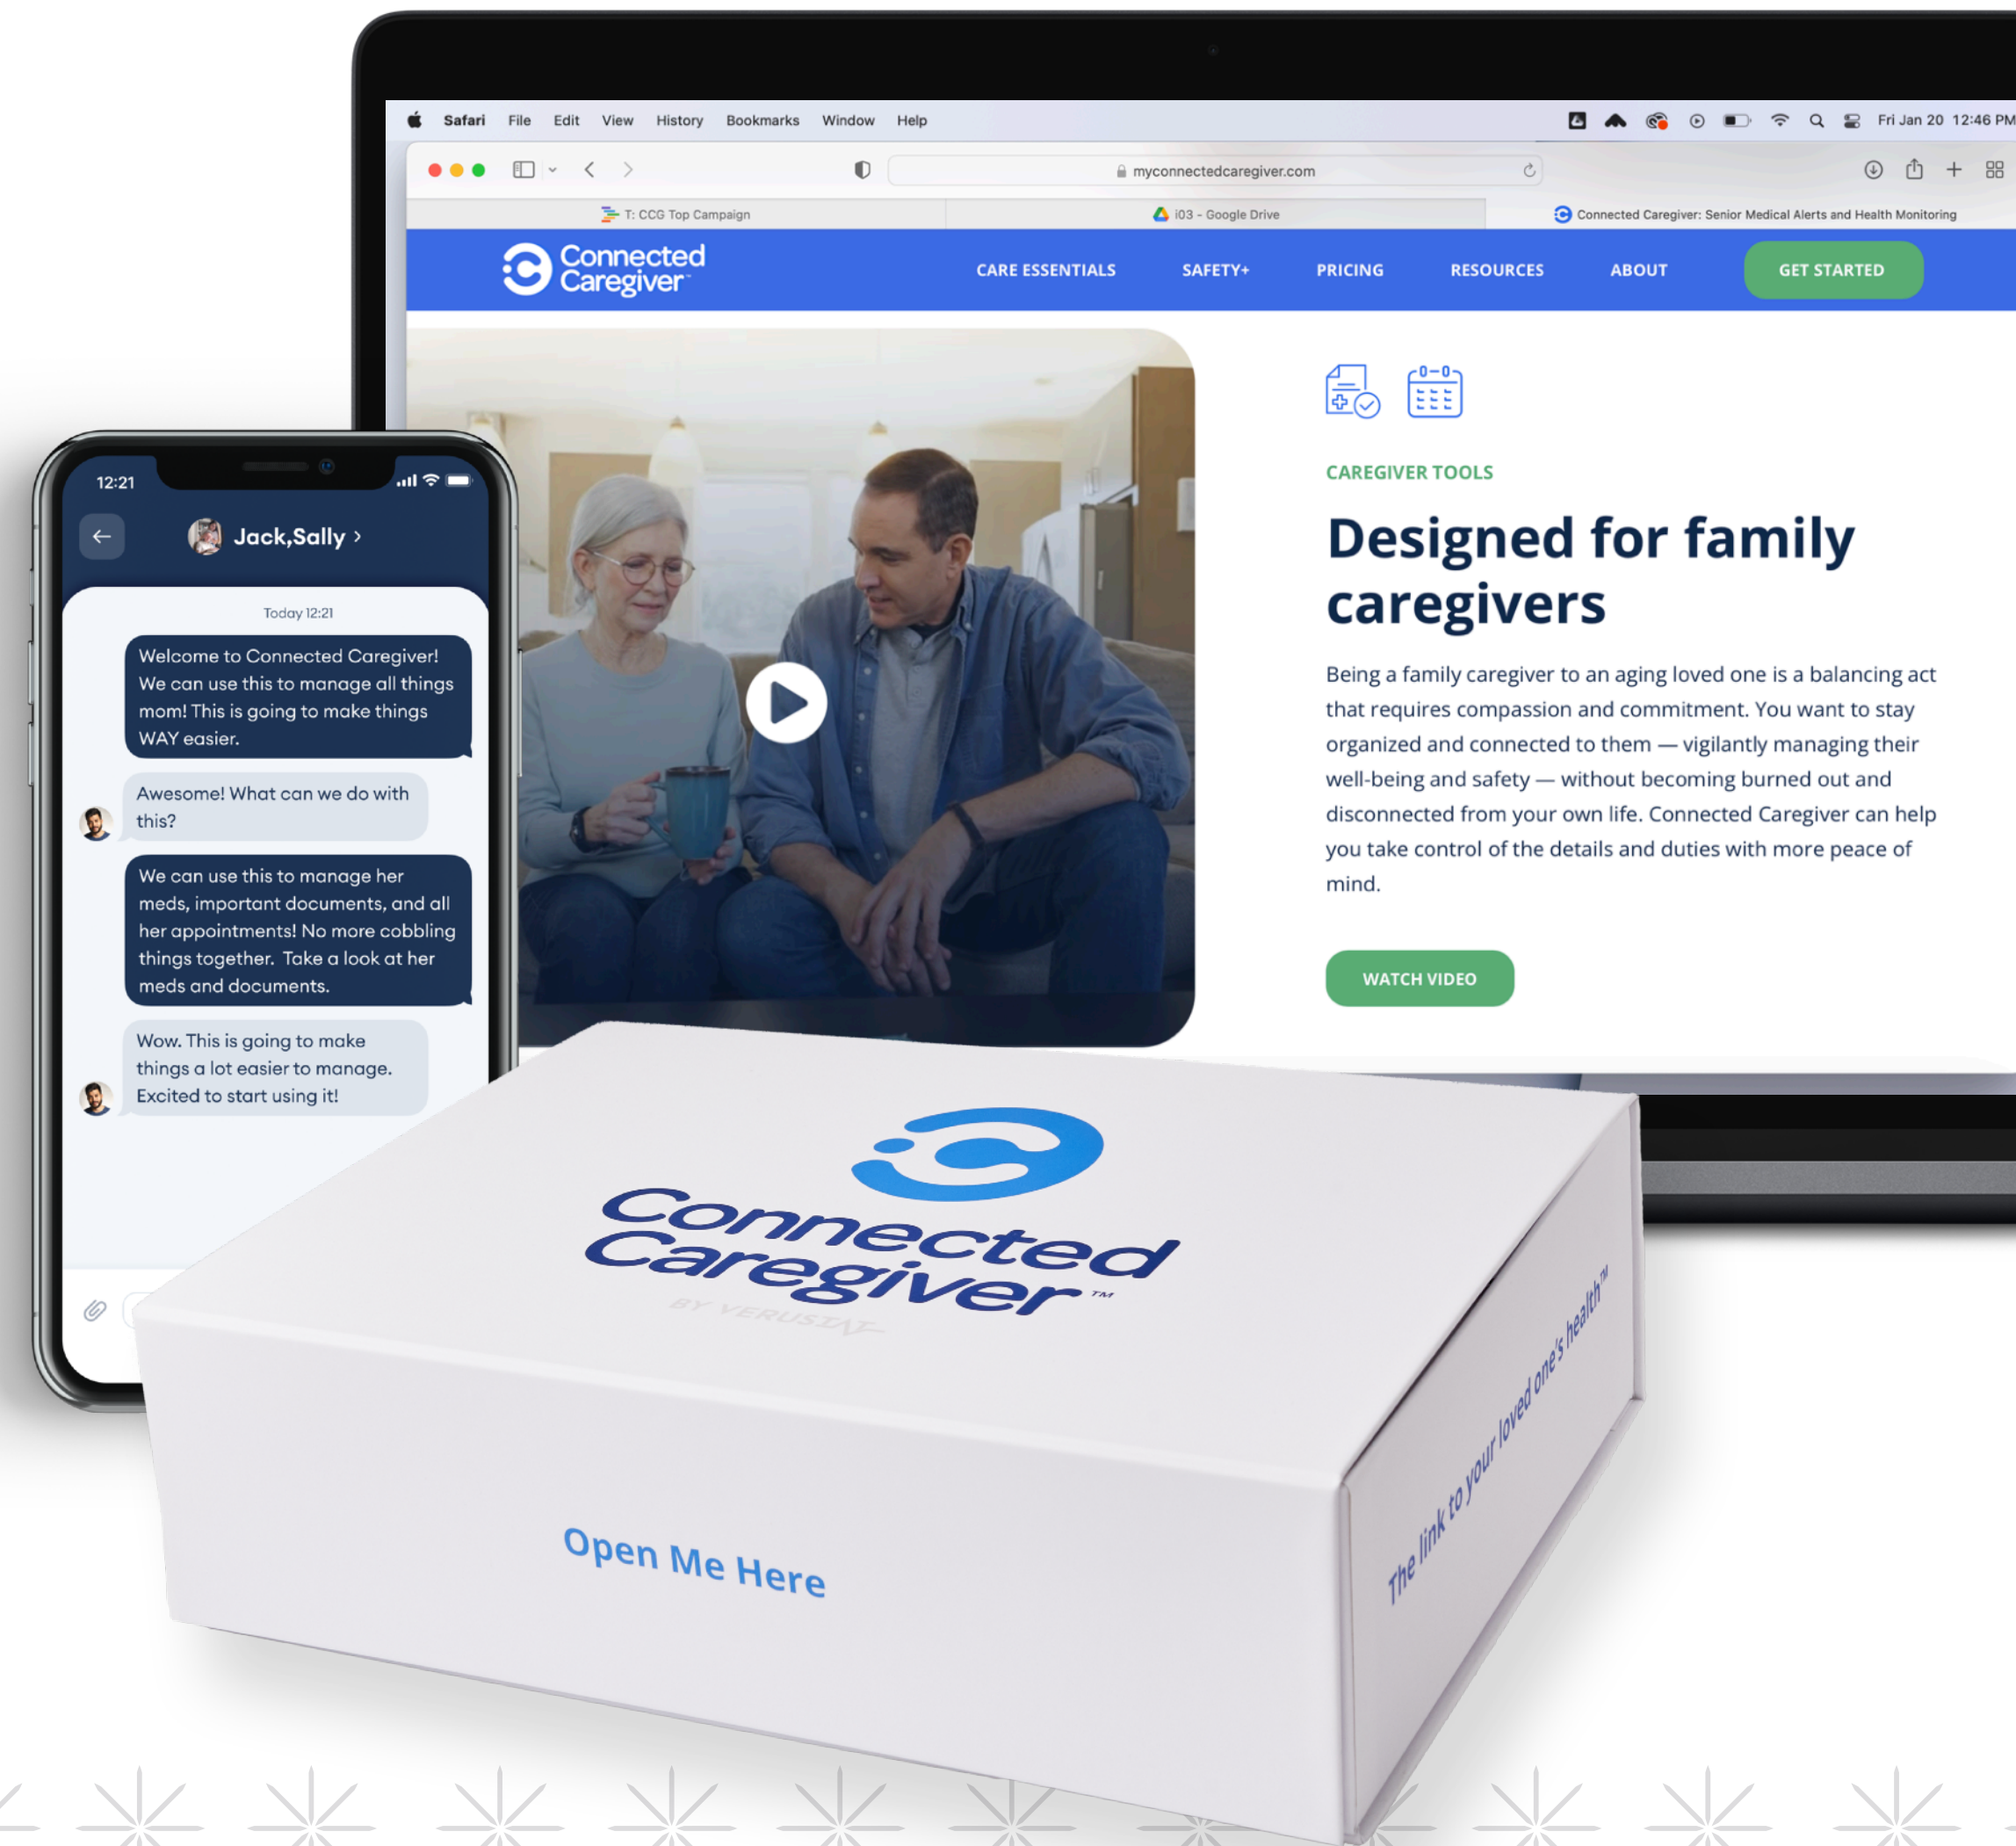 Safari File Edit View History Bookmarks Window Help
Fri Jan 20 12:46 PM
myconnectedcaregiver.com
T: CCG Top Campaign
i03 - Google Drive
Connected Caregiver: Senior Medical Alerts and Health Monitoring
Connected
Caregiver™
CARE ESSENTIALS
SAFETY+
PRICING
RESOURCES
ABOUT
GET STARTED
CAREGIVER TOOLS
Designed for family
caregivers
Being a family caregiver to an aging loved one is a balancing act
that requires compassion and commitment. You want to stay
organized and connected to them — vigilantly managing their
well-being and safety — without becoming burned out and
disconnected from your own life. Connected Caregiver can help
you take control of the details and duties with more peace of
mind.
WATCH VIDEO
12:21
Jack,Sally >
Today 12:21
Welcome to Connected Caregiver!
We can use this to manage all things
mom! This is going to make things
WAY easier.
Awesome! What can we do with
this?
We can use this to manage her
meds, important documents, and all
her appointments! No more cobbling
things together. Take a look at her
meds and documents.
Wow. This is going to make
things a lot easier to manage.
Excited to start using it!
Connected
Caregiver™
BY VERUSTAT
Open Me Here
The link to your loved one's health™